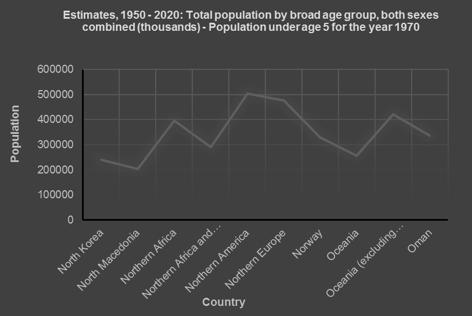 Estimates, 1950 - 2020: Total population by broad age group, both sexes
combined (thousands) - Population under age 5 for the year 1970
600000
500000
400000
300000
200000
100000
0
Population
North Korea
North Macedonia
Northern Africa
Northern Africa and…
Northern America
Northern Europe
Norway
Oceania
Oceania (excluding…
Oman
Country